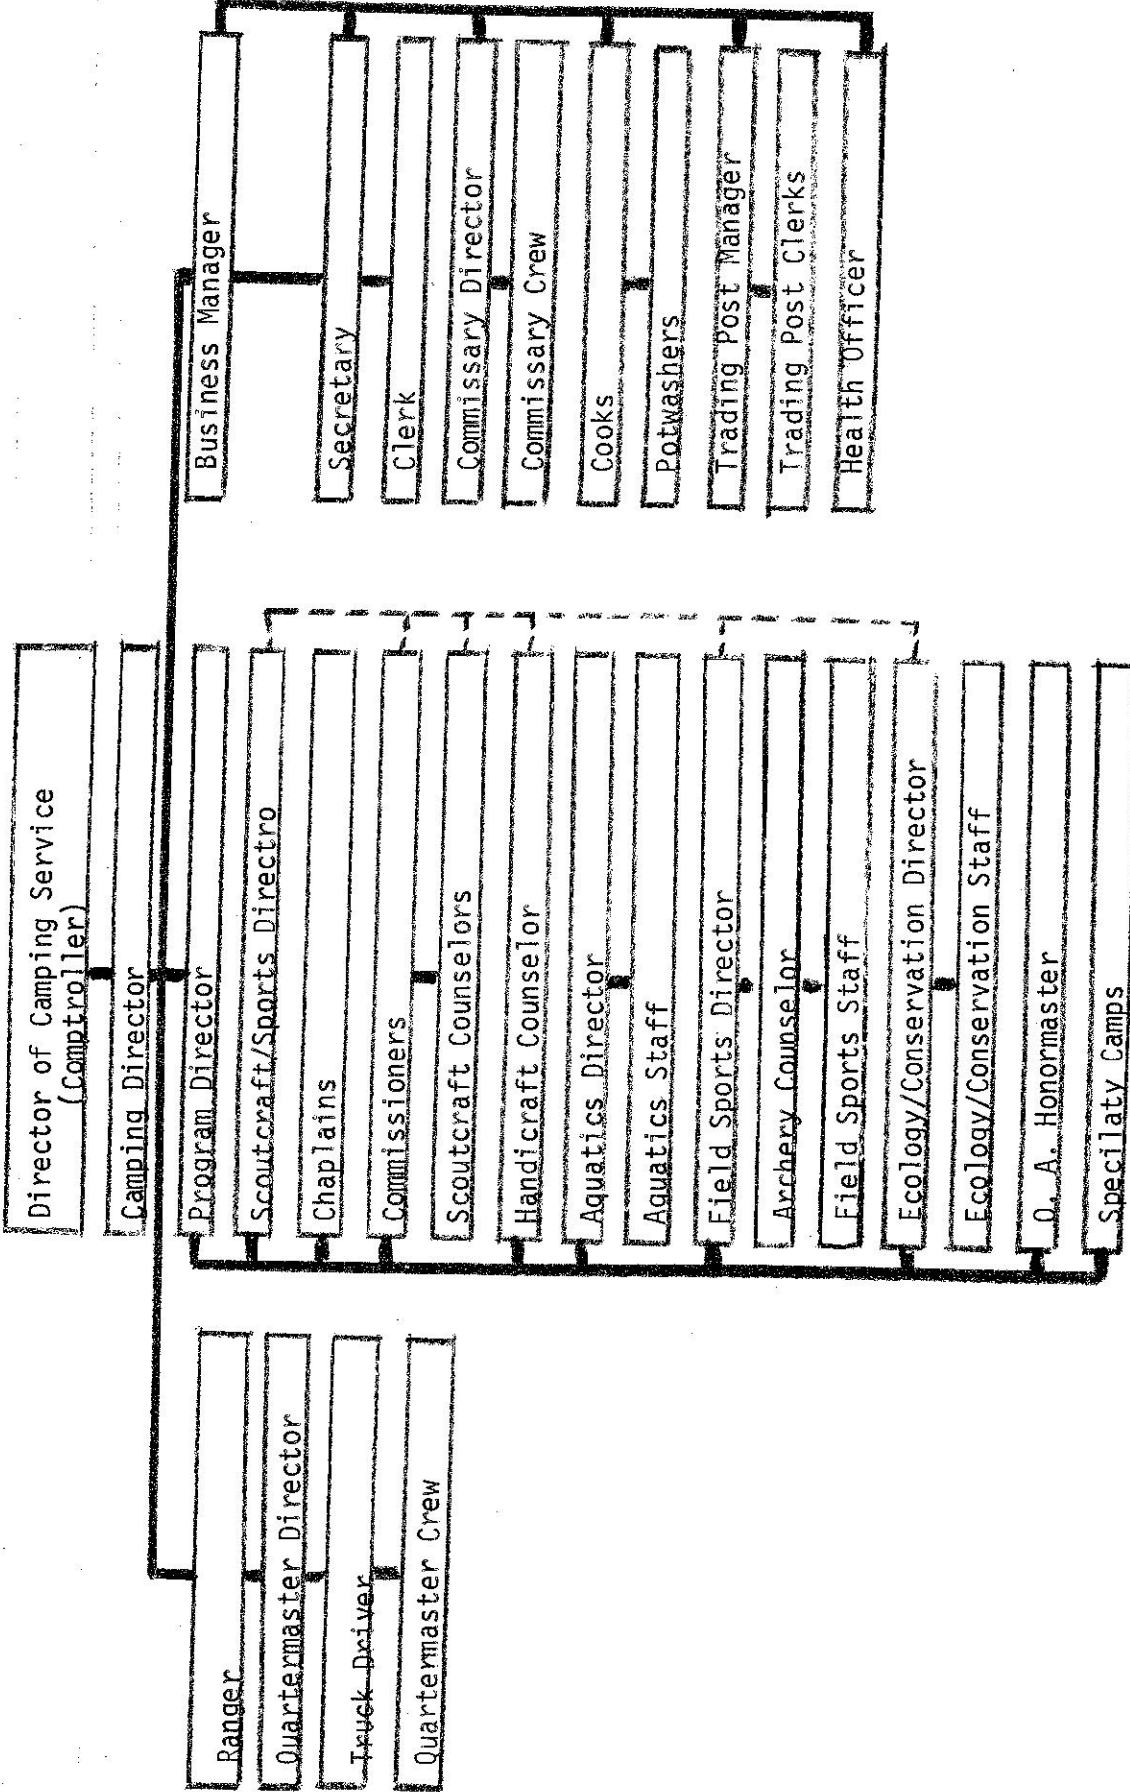 Director of Camping Service
(Comptroller)
Camping Director
Ranger
Quartermaster Director
Truck Driver
Quartermaster Crew
Program Director
Scoutcraft/Sports Directro
Chaplains
Commissioners
Scoutcraft Counselors
Handicraft Counselor
Aquatics Director
Aquatics Staff
Field Sports Director
Archery Counselor
Field Sports Staff
Ecology/Conservation Director
Ecology/Conservation Staff
O. A. Honormaster
Specilaty Camps
Business Manager
Secretary
Clerk
Commissary Director
Commissary Crew
Cooks
Potwashers
Trading Post Manager
Trading Post Clerks
Health Officer